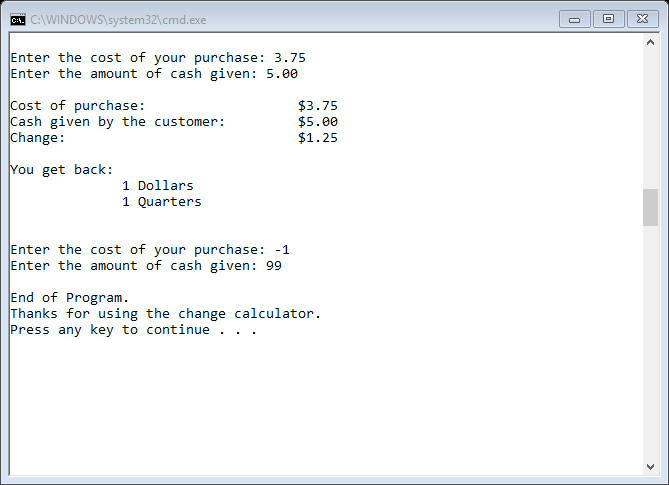 C:\WINDOWS\system32\cmd.exe
Enter the cost of your purchase: 3.75
Enter the amount of cash given: 5.00
Cost of purchase: $3.75
Cash given by the customer: $5.00
Change: $1.25
You get back:
1 Dollars
1 Quarters
Enter the cost of your purchase: -1
Enter the amount of cash given: 99
End of Program.
Thanks for using the change calculator.
Press any key to continue . . .